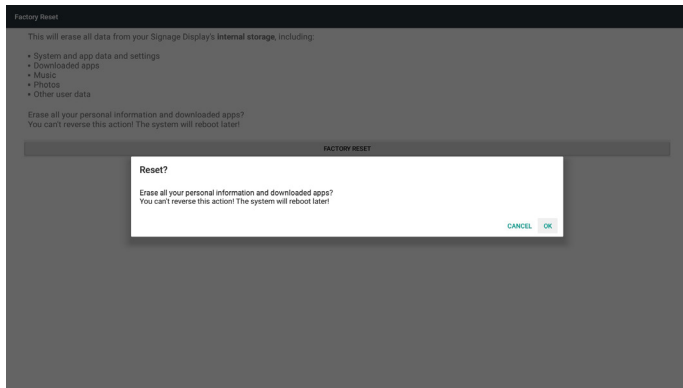 Factory Reset
This will erase all data from your Signage Display's internal storage, including:
• System and app data and settings
• Downloaded apps
• Music
• Photos
• Other user data
Erase all your personal information and downloaded apps?
You can't reverse this action! The system will reboot later!
FACTORY RESET
Reset?
Erase all your personal information and downloaded apps?
You can't reverse this action! The system will reboot later!
CANCEL OK